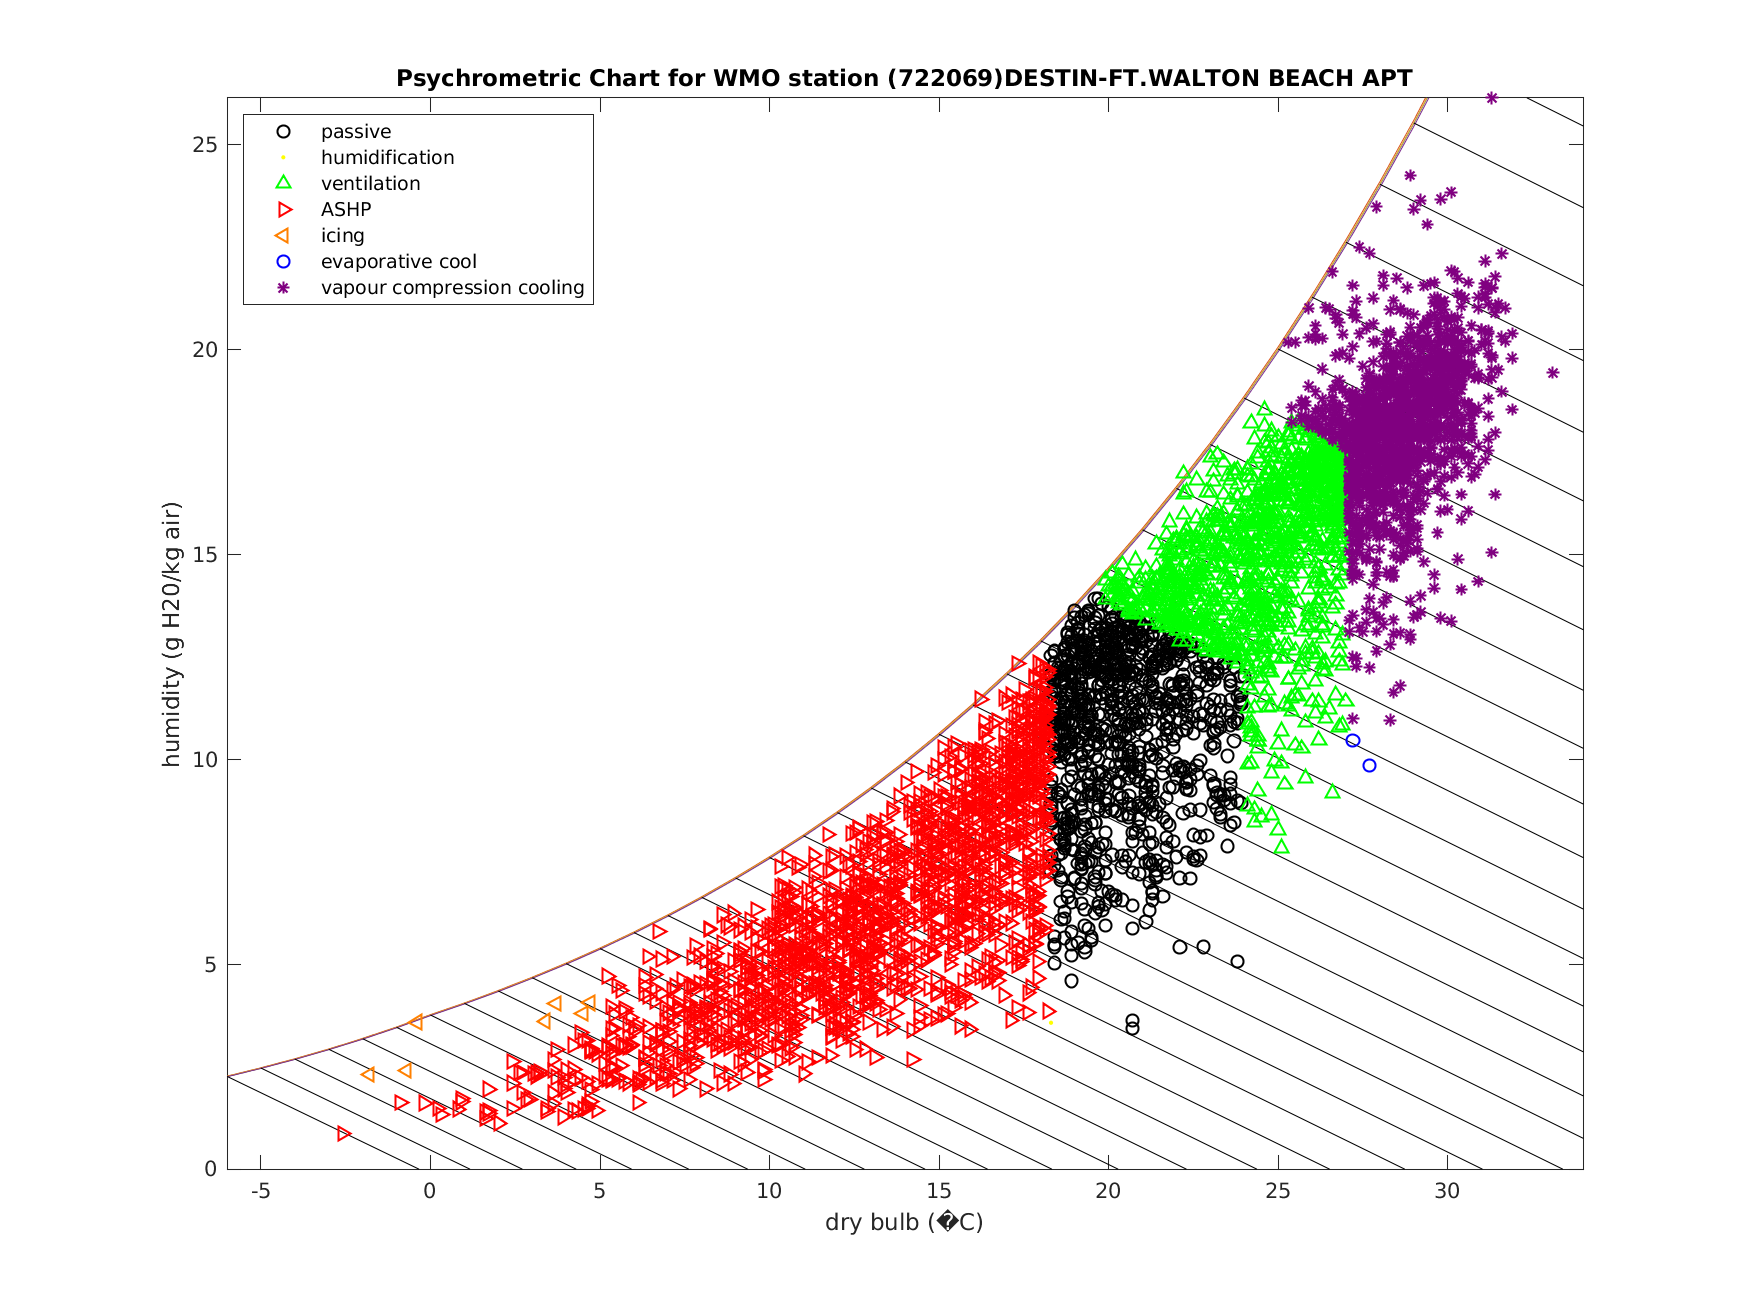 Psychrometric Chart for WMO station (722069)DESTIN-FT.WALTON BEACH APT
passive
humidification
ventilation
ASHP
icing
evaporative cool
vapour compression cooling
humidity (g H20/kg air)
25
20
15
10
5
0
-5
0
5
10
15
20
25
30
dry bulb (�C)